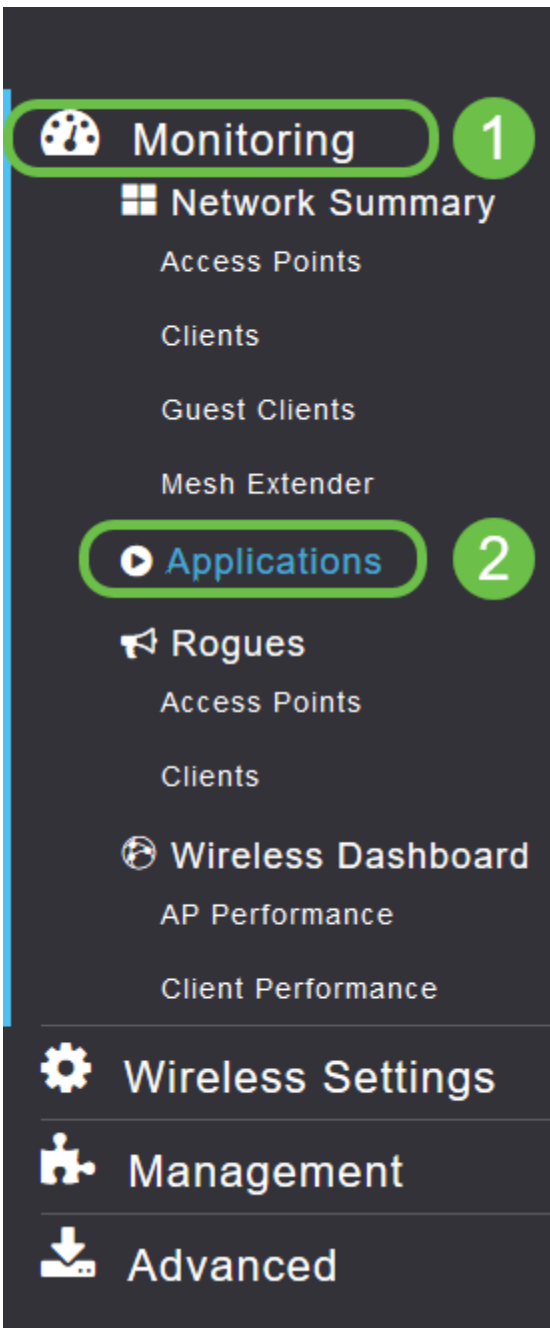 Monitoring 1
Network Summary
Access Points
Clients
Guest Clients
Mesh Extender
Applications 2
Rogues
Access Points
Clients
Wireless Dashboard
AP Performance
Client Performance
Wireless Settings
Management
Advanced